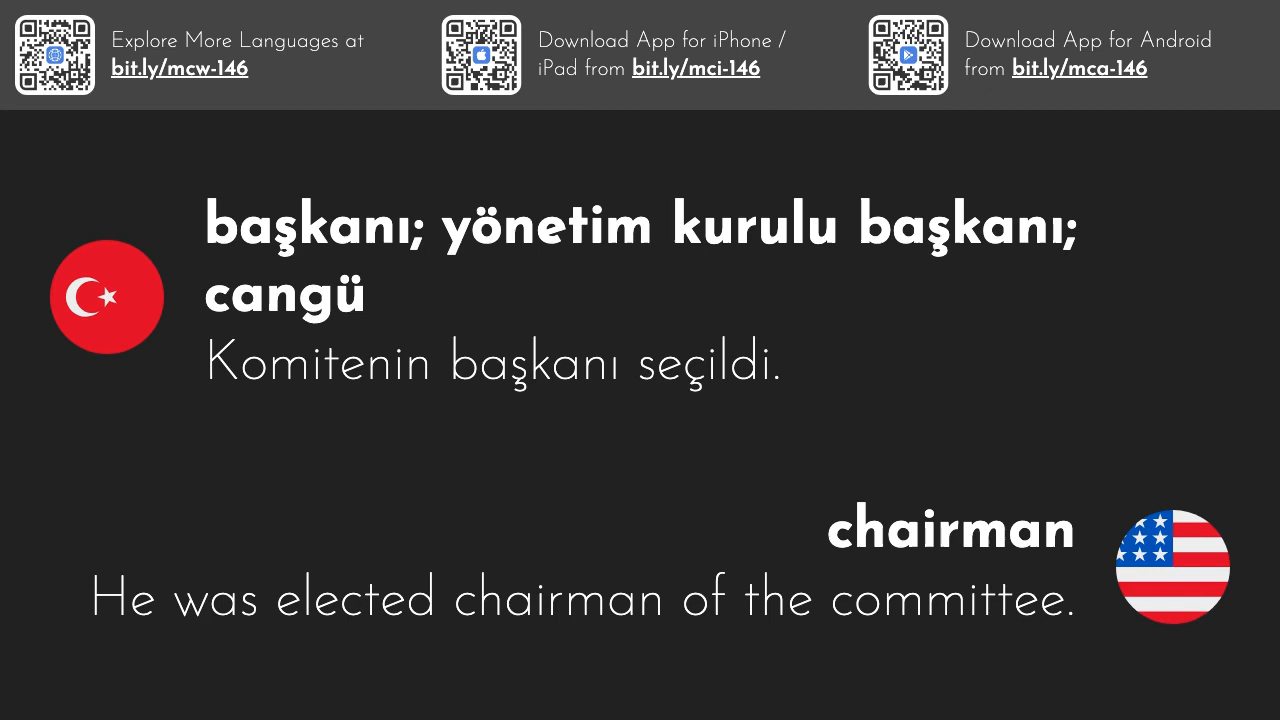 Explore More Languages at
bit.ly/mcw-146
Download App for iPhone /
iPad from bit.ly/mci-146
Download App for Android
from bit.ly/mca-146
başkanı; yönetim kurulu başkanı;
cangü
Komitenin başkanı seçildi.
chairman
He was elected chairman of the committee.